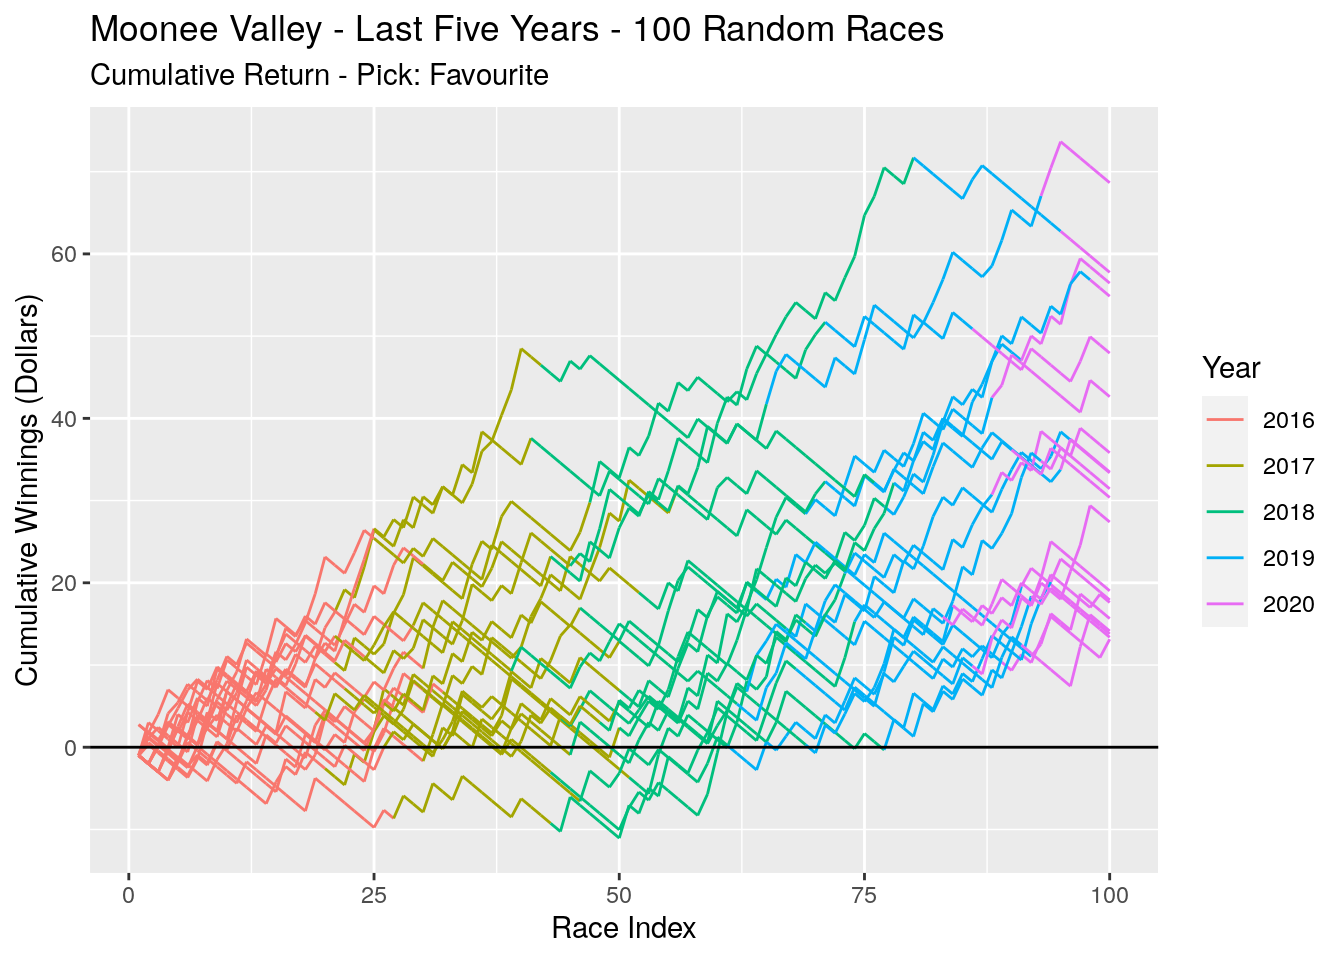 Moonee Valley - Last Five Years - 100 Random Races
Cumulative Return - Pick: Favourite
Cumulative Winnings (Dollars)
60
40
20
0
0 25 50 75 100
Race Index
Year
2016
2017
2018
2019
2020